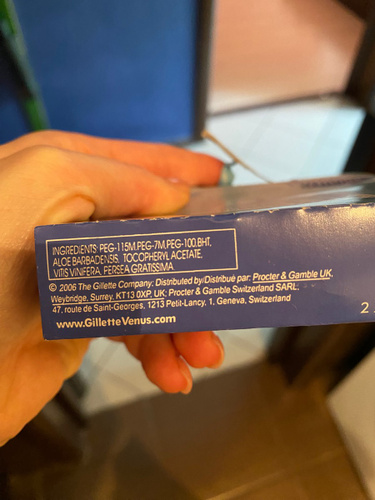 INGREDIENTS: PEG-115M, PEG-7M, PEG-100, BHT,
ALOE BARBADENSIS, TOCOPHERYL ACETATE,
VITIS VINIFERA, PERSEA GRATISSIMA
© 2006 The Gillette Company. Distributed by/Distribué par: Procter & Gamble UK,
Weybridge, Surrey, KT13 0XP, UK; Procter & Gamble Switzerland SARL,
47, route de Saint-Georges, 1213 Petit-Lancy, 1, Geneva, Switzerland
www.GilletteVenus.com
2